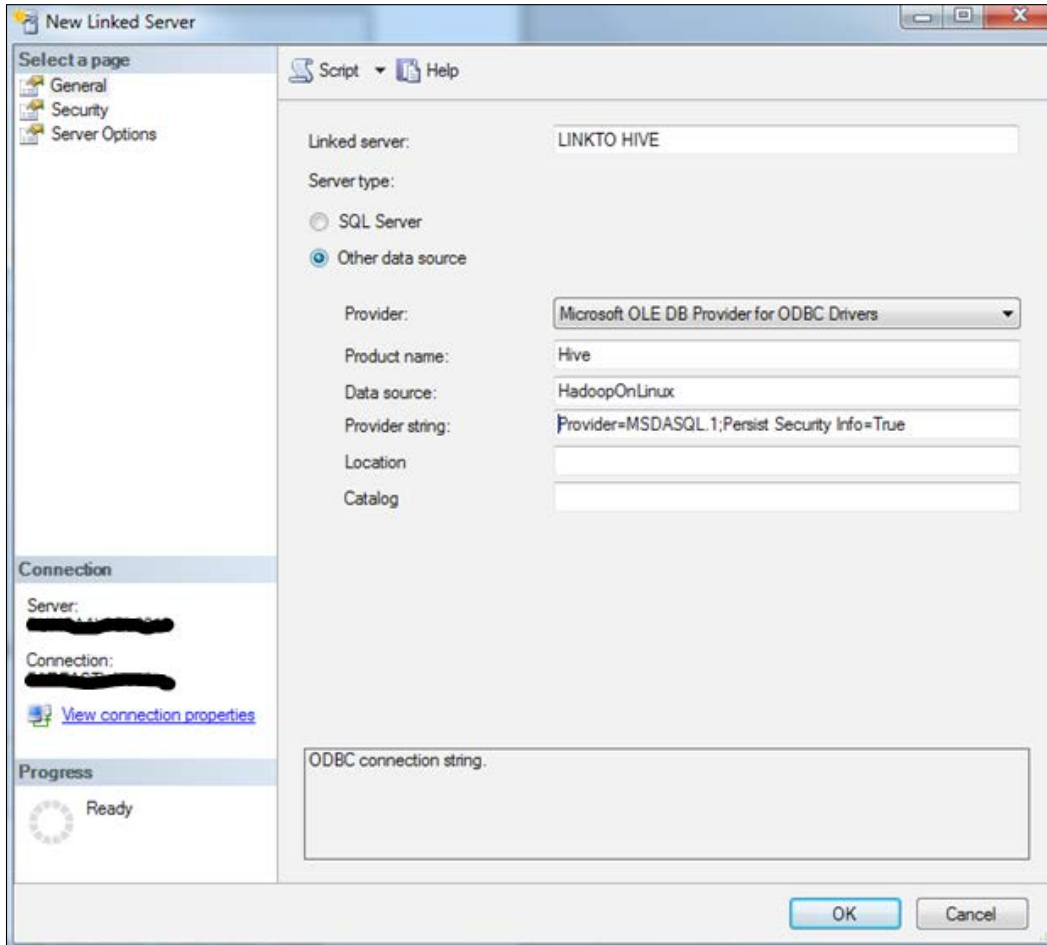 New Linked Server
Select a page
General
Security
Server Options
Script
Help
Linked server:
LINKTO HIVE
Server type:
SQL Server
Other data source
Provider:
Microsoft OLE DB Provider for ODBC Drivers
Product name:
Hive
Data source:
HadoopOnLinux
Provider string:
Provider=MSDASQL.1;Persist Security Info=True
Location
Catalog
Connection
Server:
Connection:
View connection properties
Progress
Ready
ODBC connection string.
OK
Cancel